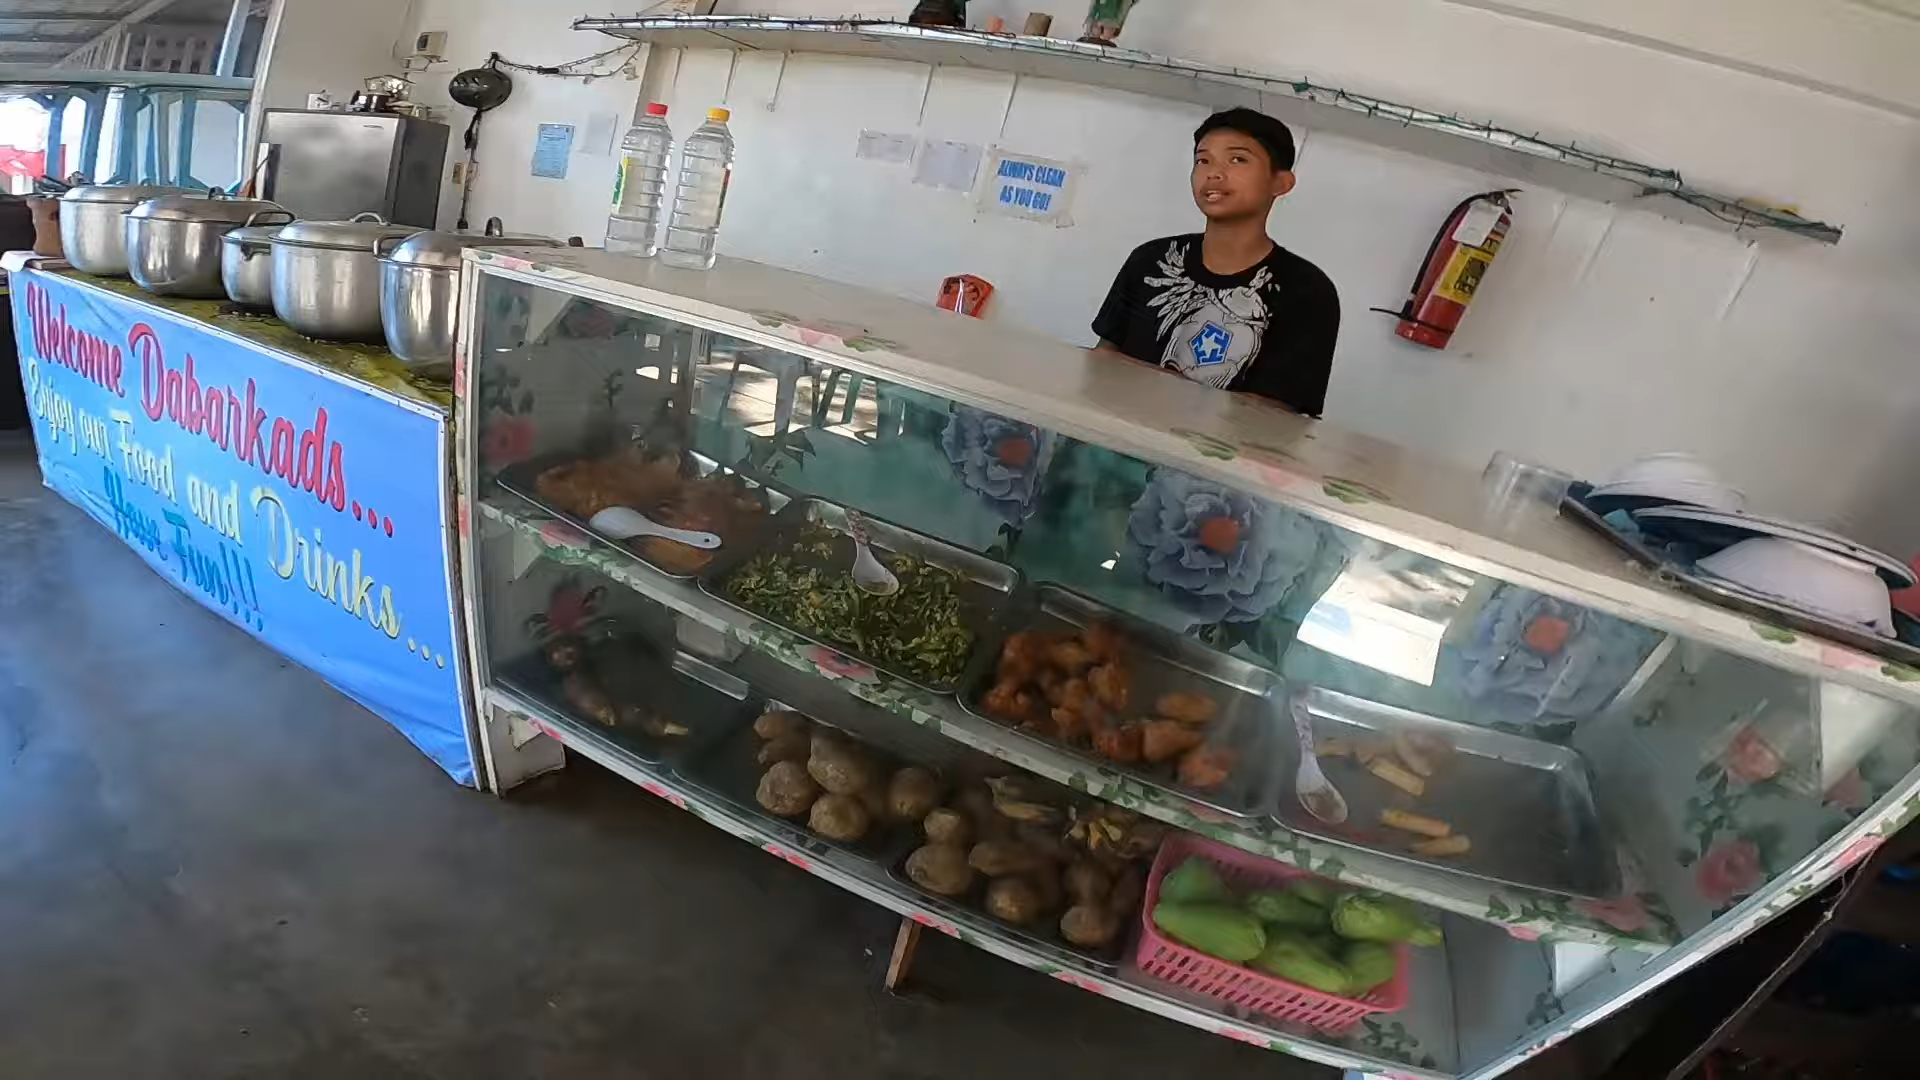 Welcome Dabarkads...
Enjoy our Food and Drinks...
Have Fun!!!
ALWAYS CLEAN
AS YOU GO!